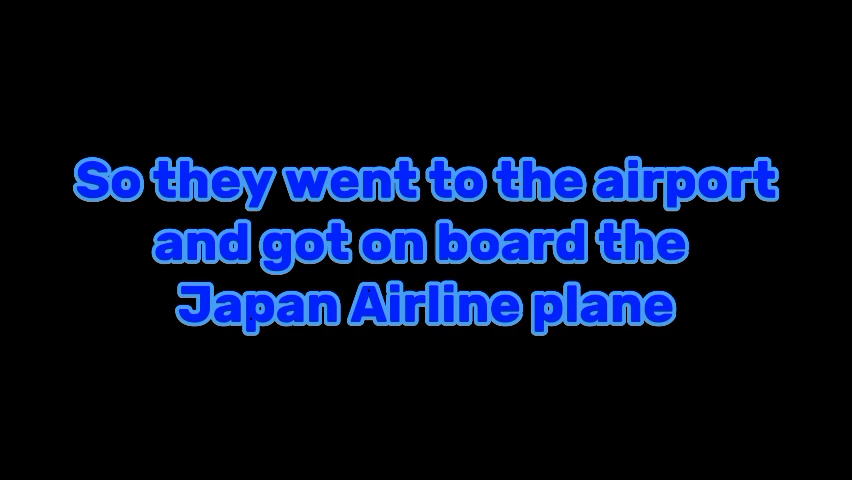 So they went to the airport
and got on board the
Japan Airline plane